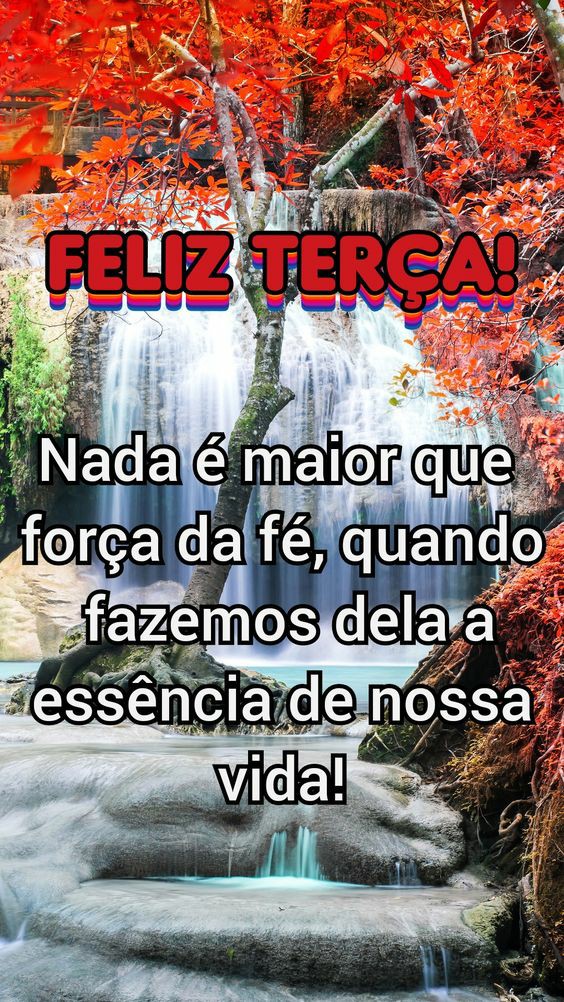 FELIZ TERÇA!
Nada é maior que
força da fé, quando
fazemos dela a
essência de nossa
vida!